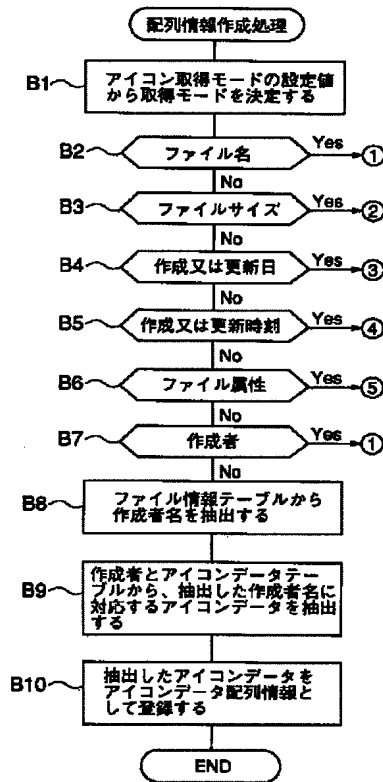 配列情報作成処理
B1
アイコン取得モードの設定値
から取得モードを決定する
B2
ファイル名
Yes
①
No
B3
ファイルサイズ
Yes
②
No
B4
作成又は更新日
Yes
③
No
B5
作成又は更新時刻
Yes
④
No
B6
ファイル属性
Yes
⑤
No
B7
作成者
Yes
①
No
B8
ファイル情報テーブルから
作成者名を抽出する
B9
作成者とアイコンデータテー
ブルから、抽出した作成者名に
対応するアイコンデータを抽出
する
B10
抽出したアイコンデータを
アイコンデータ配列情報と
して登録する
END